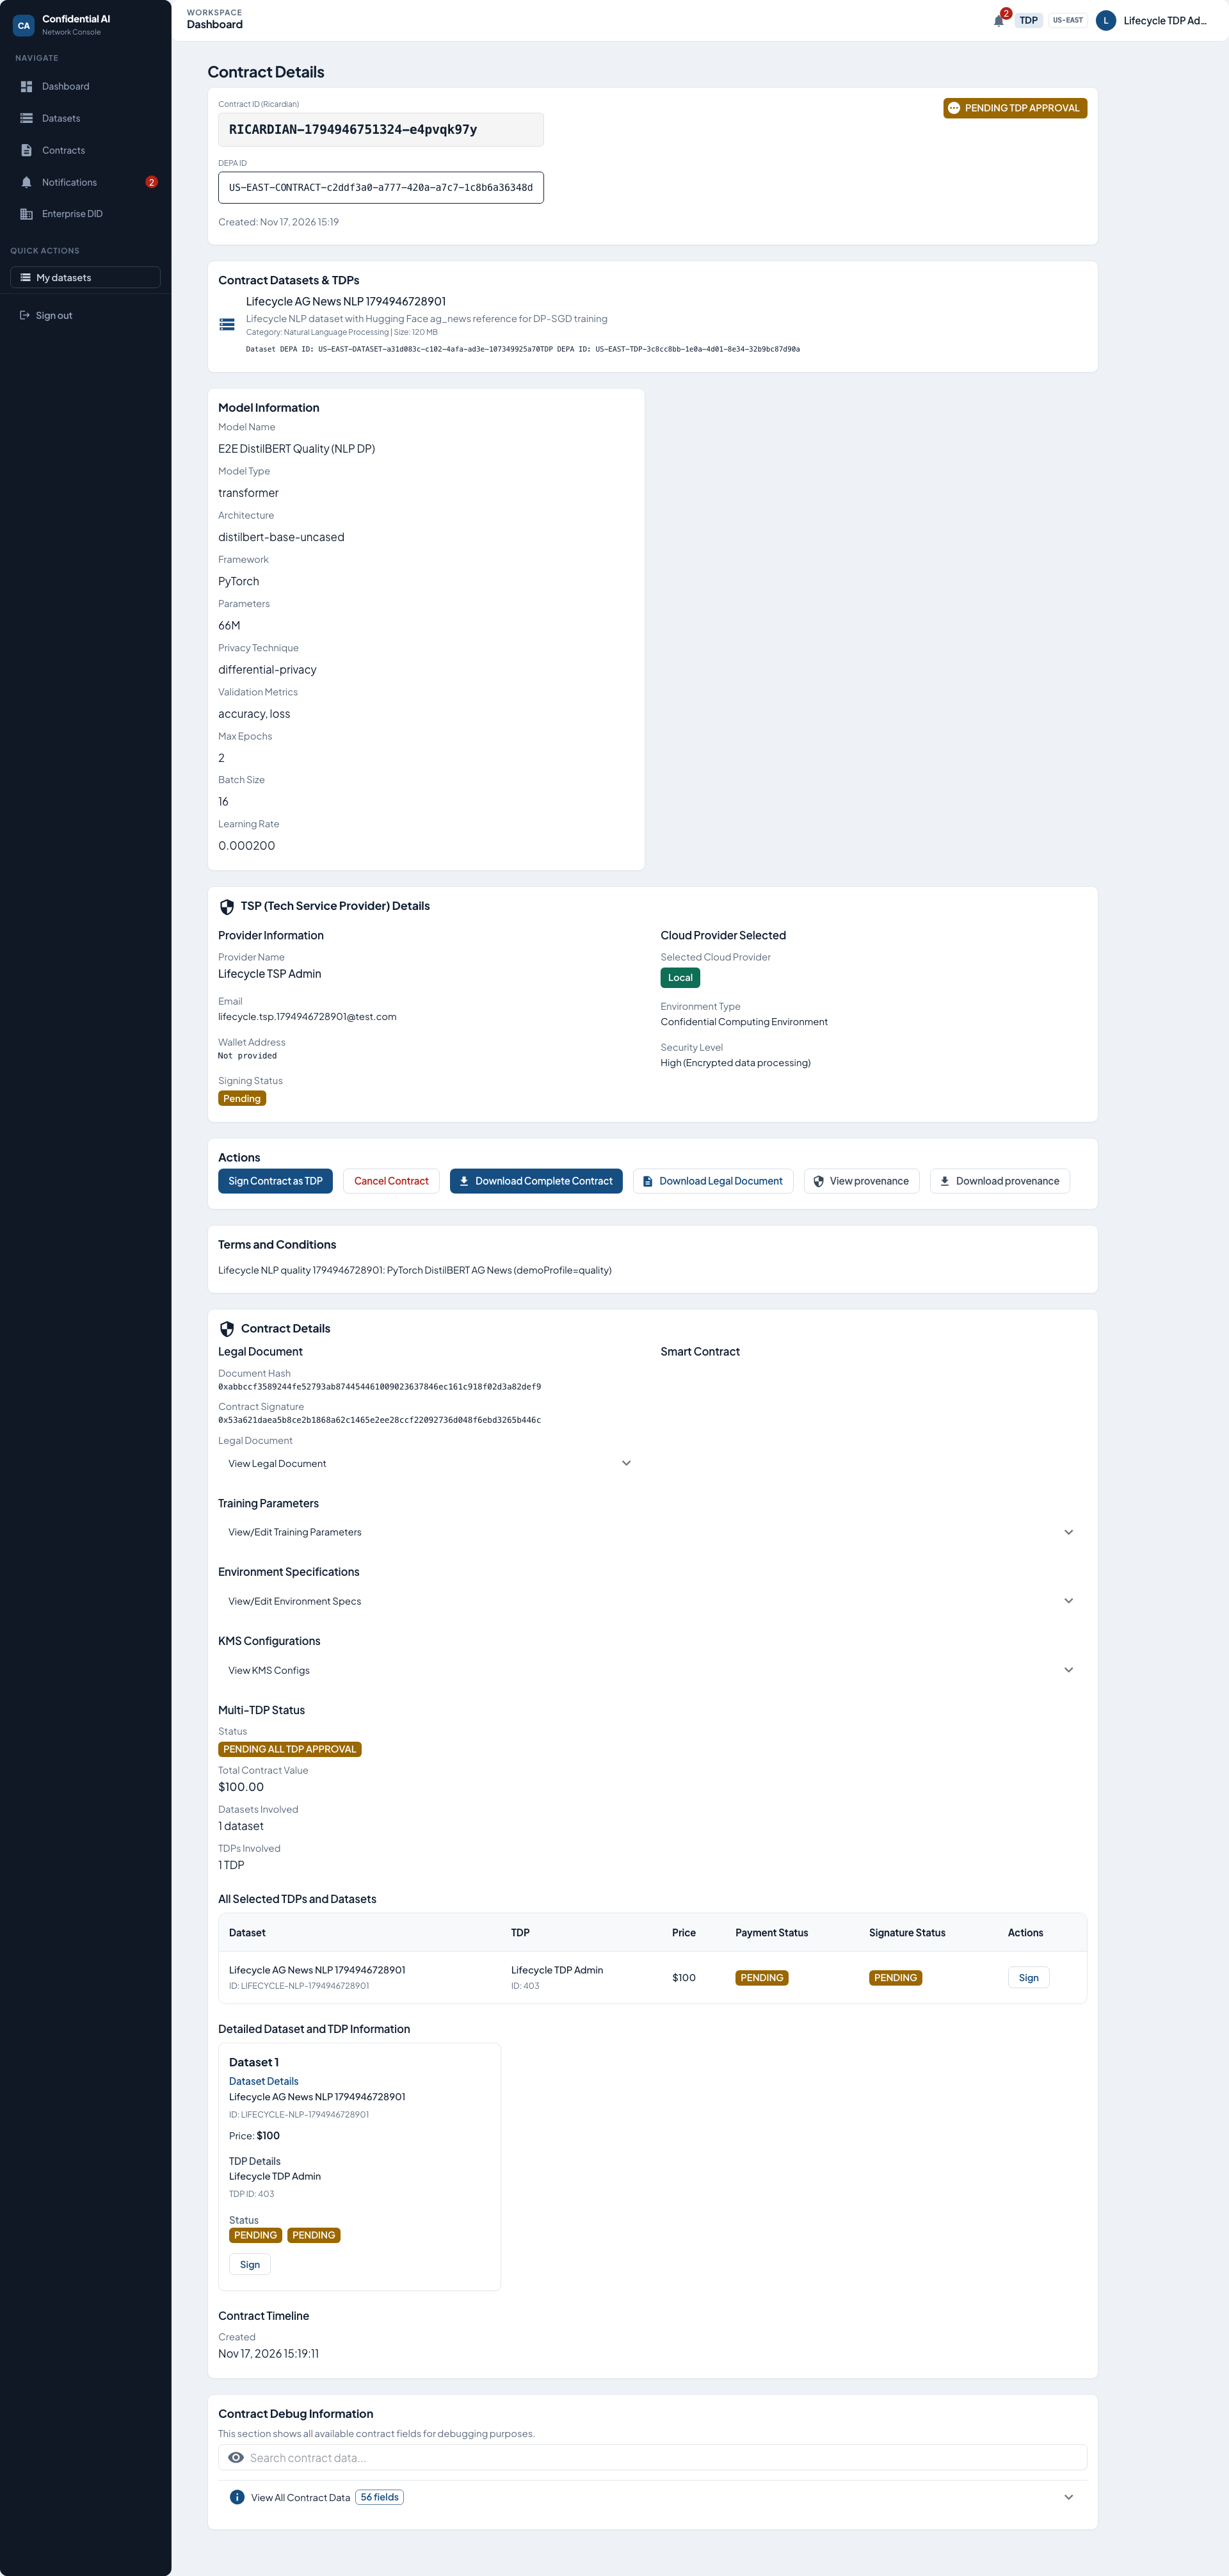 CA
Confidential AI
Network Console
NAVIGATE
Dashboard
Datasets
Contracts
Notifications
2
Enterprise DID
QUICK ACTIONS
My datasets
Sign out
WORKSPACE
Dashboard
2
TDP
US-EAST
L
Lifecycle TDP Ad...
Contract Details
Contract ID (Ricardian)
RICARDIAN-1794946751324-e4pvqk97y
PENDING TDP APPROVAL
DEPA ID
US-EAST-CONTRACT-c2ddf3a0-a777-420a-a7c7-1c8b6a36348d
Created: Nov 17, 2026 15:19
Contract Datasets & TDPs
Lifecycle AG News NLP 1794946728901
Lifecycle NLP dataset with Hugging Face ag_news reference for DP-SGD training
Category: Natural Language Processing | Size: 120 MB
Dataset DEPA ID: US-EAST-DATASET-a31d083c-c102-4afa-ad3e-107349925a70TDP DEPA ID: US-EAST-TDP-3c8cc8bb-1e0a-4d01-8e34-32b9bc87d90a
Model Information
Model Name
E2E DistilBERT Quality (NLP DP)
Model Type
transformer
Architecture
distilbert-base-uncased
Framework
PyTorch
Parameters
66M
Privacy Technique
differential-privacy
Validation Metrics
accuracy, loss
Max Epochs
2
Batch Size
16
Learning Rate
0.000200
TSP (Tech Service Provider) Details
Provider Information
Provider Name
Lifecycle TSP Admin
Email
lifecycle.tsp.1794946728901@test.com
Wallet Address
Not provided
Signing Status
Pending
Cloud Provider Selected
Selected Cloud Provider
Local
Environment Type
Confidential Computing Environment
Security Level
High (Encrypted data processing)
Actions
Sign Contract as TDP
Cancel Contract
Download Complete Contract
Download Legal Document
View provenance
Download provenance
Terms and Conditions
Lifecycle NLP quality 1794946728901: PyTorch DistilBERT AG News (demoProfile=quality)
Contract Details
Legal Document
Smart Contract
Document Hash
0xabbccf3589244fe52793ab874454461009023637846ec161c918f02d3a82def9
Contract Signature
0x53a621daea5b8ce2b1868a62c1465e2ee28ccf22092736d048f6ebd3265b446c
Legal Document
View Legal Document
Training Parameters
View/Edit Training Parameters
Environment Specifications
View/Edit Environment Specs
KMS Configurations
View KMS Configs
Multi-TDP Status
Status
PENDING ALL TDP APPROVAL
Total Contract Value
$100.00
Datasets Involved
1 dataset
TDPs Involved
1 TDP
All Selected TDPs and Datasets
Dataset TDP Price Payment Status Signature Status Actions
Lifecycle AG News NLP 1794946728901 Lifecycle TDP Admin $100 PENDING PENDING Sign
ID: LIFECYCLE-NLP-1794946728901 ID: 403
Detailed Dataset and TDP Information
Dataset 1
Dataset Details
Lifecycle AG News NLP 1794946728901
ID: LIFECYCLE-NLP-1794946728901
Price: $100
TDP Details
Lifecycle TDP Admin
TDP ID: 403
Status
PENDING PENDING
Sign
Contract Timeline
Created
Nov 17, 2026 15:19:11
Contract Debug Information
This section shows all available contract fields for debugging purposes.
Search contract data...
View All Contract Data 56 fields